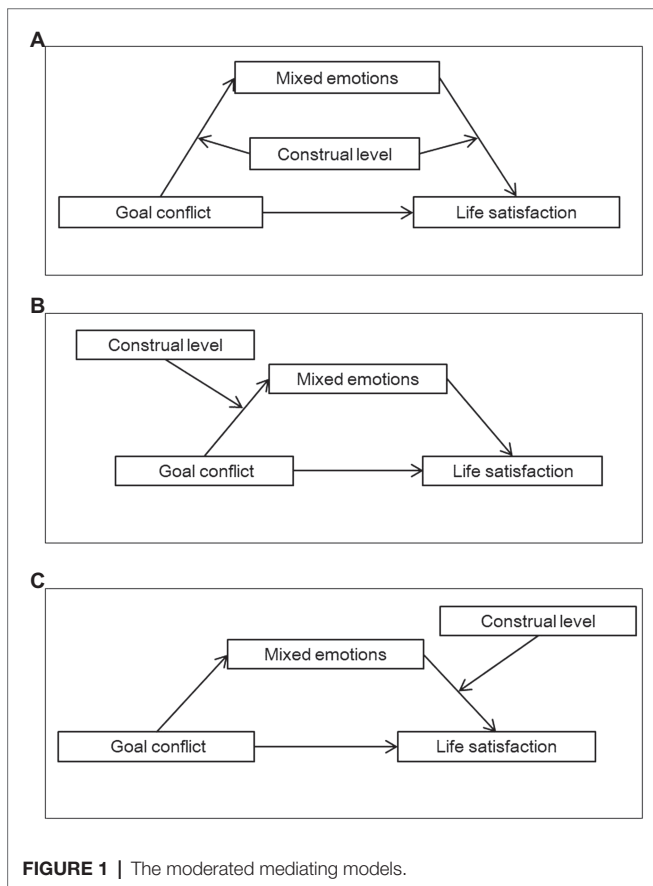 A
Mixed emotions
Construal level
Goal conflict
Life satisfaction
B
Construal level
Mixed emotions
Goal conflict
Life satisfaction
C
Construal level
Mixed emotions
Goal conflict
Life satisfaction
FIGURE 1 | The moderated mediating models.